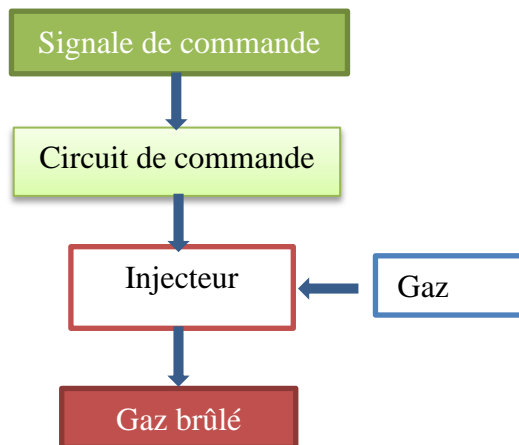 Signale de commande
Circuit de commande
Injecteur
Gaz
Gaz brûlé